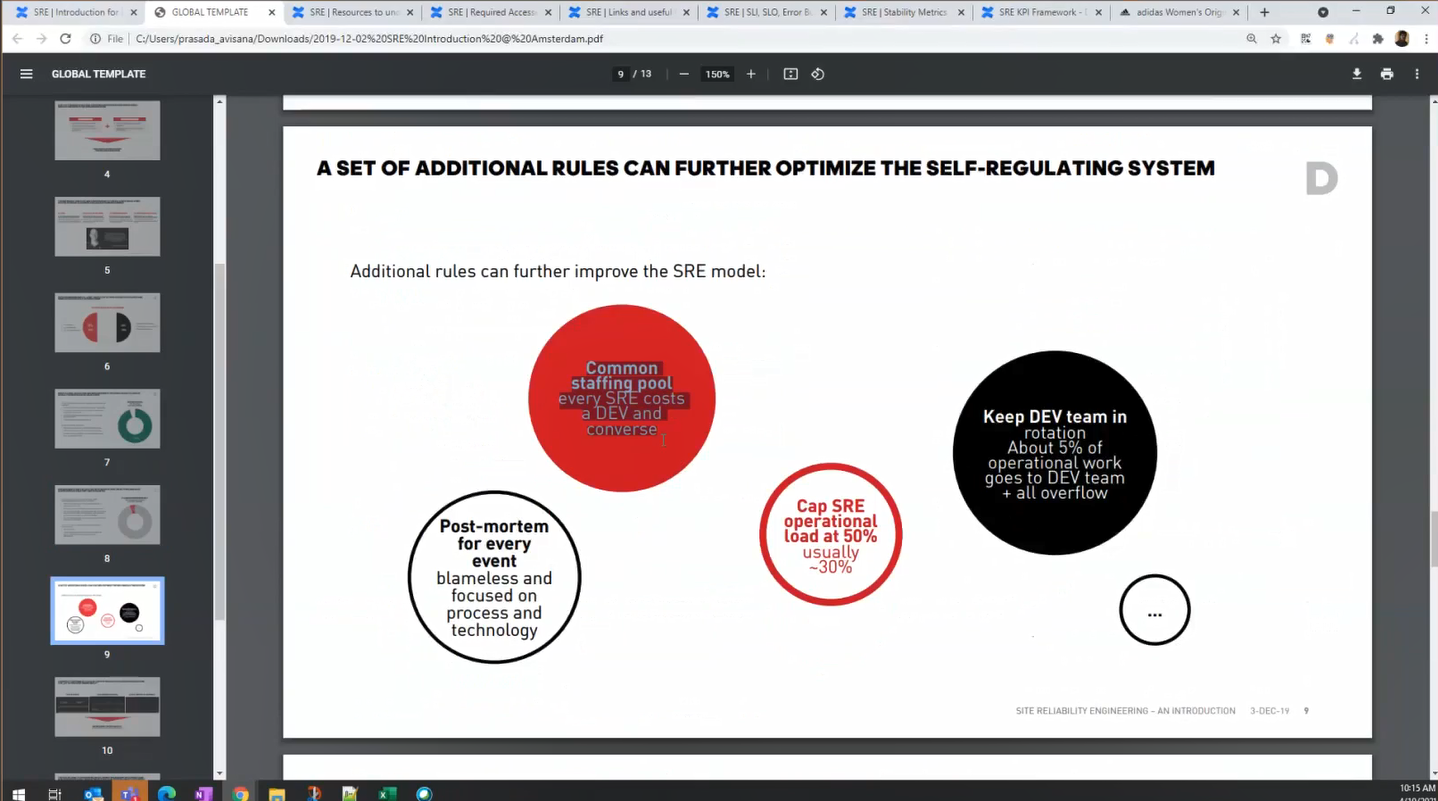 SRE | Introduction for
GLOBAL TEMPLATE
SRE | Resources to un
SRE | Required Access
SRE | Links and useful
SRE | SLI, SLO, Error B
SRE | Stability Metrics
SRE KPI Framework -
adidas Women's Orig
File
C:/Users/prasada_avisana/Downloads/2019-12-02%20SRE%20Introduction%20@%20Amsterdam.pdf
GLOBAL TEMPLATE
9 / 13
150%
4
5
6
7
8
9
10
A SET OF ADDITIONAL RULES CAN FURTHER OPTIMIZE THE SELF-REGULATING SYSTEM
D
Additional rules can further improve the SRE model:
Common
staffing pool
every SRE costs
a DEV and
converse
Keep DEV team in
rotation
About 5% of
operational work
goes to DEV team
+ all overflow
Post-mortem
for every
event
blameless and
focused on
process and
technology
Cap SRE
operational
load at 50%
usually
~30%
...
SITE RELIABILITY ENGINEERING – AN INTRODUCTION 3-DEC-19 9
10:15 AM